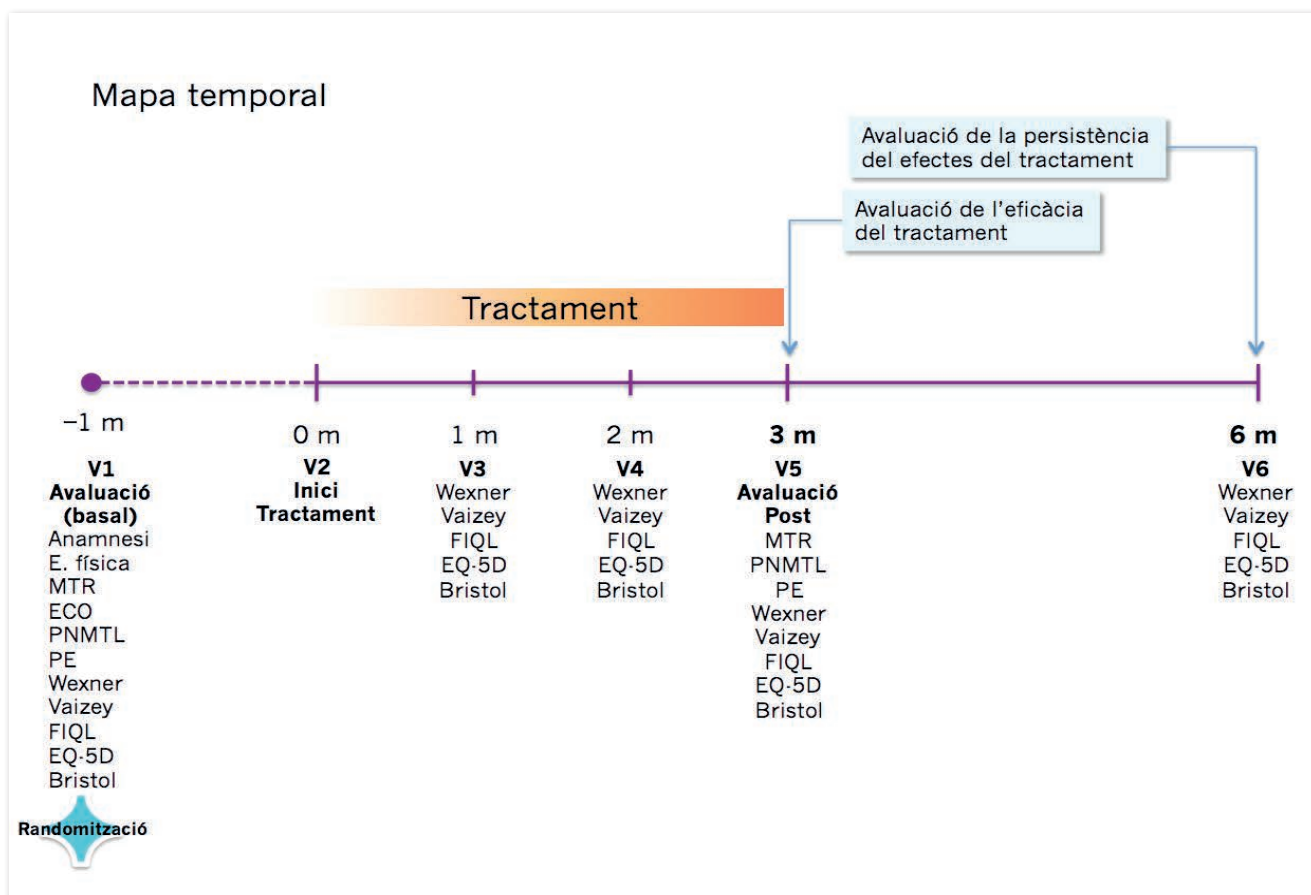 Mapa temporal
Avaluació de la persistència
del efectes del tractament
Avaluació de l’eficàcia
del tractament
Tractament
−1 m
0 m
1 m
2 m
3 m
6 m
V1
Avaluació
(basal)
Anamnesi
E. física
MTR
ECO
PNMTL
PE
Wexner
Vaizey
FIQL
EQ-5D
Bristol
Randomització
V2
Inici
Tractament
V3
Wexner
Vaizey
FIQL
EQ-5D
Bristol
V4
Wexner
Vaizey
FIQL
EQ-5D
Bristol
V5
Avaluació
Post
MTR
PNMTL
PE
Wexner
Vaizey
FIQL
EQ-5D
Bristol
V6
Wexner
Vaizey
FIQL
EQ-5D
Bristol